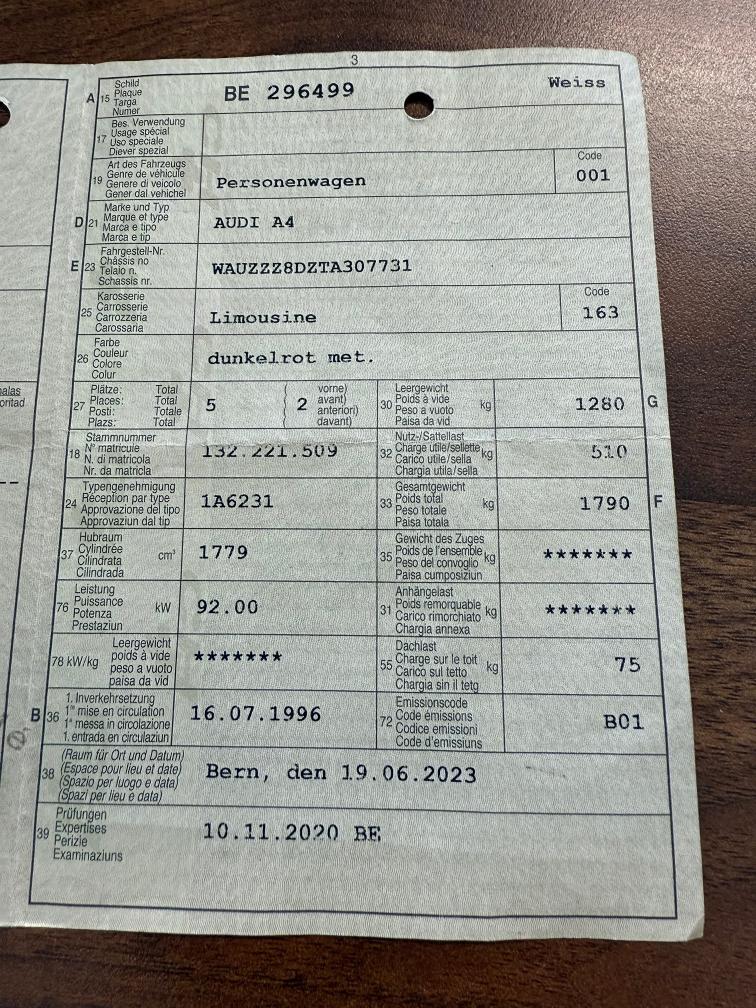 3
A 15 Schild
Plaque
Targa
Numer
BE 296499
Weiss
17 Bes. Verwendung
Usage spécial
Uso speciale
Diever spezial
19 Art des Fahrzeugs
Genre de véhicule
Genere di veicolo
Gener dal vehichel
Personenwagen
Code
001
D 21 Marke und Typ
Marque et type
Marca e tipo
Marca e tip
AUDI A4
E 23 Fahrgestell-Nr.
Châssis no
Telaio n.
Schassis nr.
WAUZZZ8DZTA307731
25 Karosserie
Carrosserie
Carrozzeria
Carossaria
Limousine
Code
163
26 Farbe
Couleur
Colore
Colur
dunkelrot met.
27 Plätze: Total
Places: Total
Posti: Totale
Plazs: Total
5
( 2 vorne)
avant)
anteriori)
davant)
30 Leergewicht
Poids à vide
Peso a vuoto
Paisa da vid
kg
1280 G
18 Stammnummer
N° matricule
N. di matricola
Nr. da matricla
132.221.509
32 Nutz-/Sattellast
Charge utile/sellette
Carico utile/sella
Chargia utila/sella
kg
510
24 Typengenehmigung
Réception par type
Approvazione del tipo
Approvaziun dal tip
1A6231
33 Gesamtgewicht
Poids total
Peso totale
Paisa totala
kg
1790 F
37 Hubraum
Cylindrée
Cilindrata
Cilindrada
cm³
1779
35 Gewicht des Zuges
Poids de l'ensemble
Peso del convoglio
Paisa cumposiziun
kg
*******
76 Leistung
Puissance
Potenza
Prestaziun
kW
92.00
31 Anhängelast
Poids remorquable
Carico rimorchiato
Chargia annexa
kg
*******
78 kW/kg Leergewicht
poids à vide
peso a vuoto
paisa da vid
*******
55 Dachlast
Charge sur le toit
Carico sul tetto
Chargia sin il tetg
kg
75
B 36 1. Inverkehrsetzung
1re mise en circulation
1a messa in circolazione
1. entrada en circulaziun
16.07.1996
72 Emissionscode
Code émissions
Codice emissioni
Code d'emissiuns
B01
38 (Raum für Ort und Datum)
(Espace pour lieu et date)
(Spazio per luogo e data)
(Spazi per lieu e data)
Bern, den 19.06.2023
39 Prüfungen
Expertises
Perizie
Examinaziuns
10.11.2020 BE